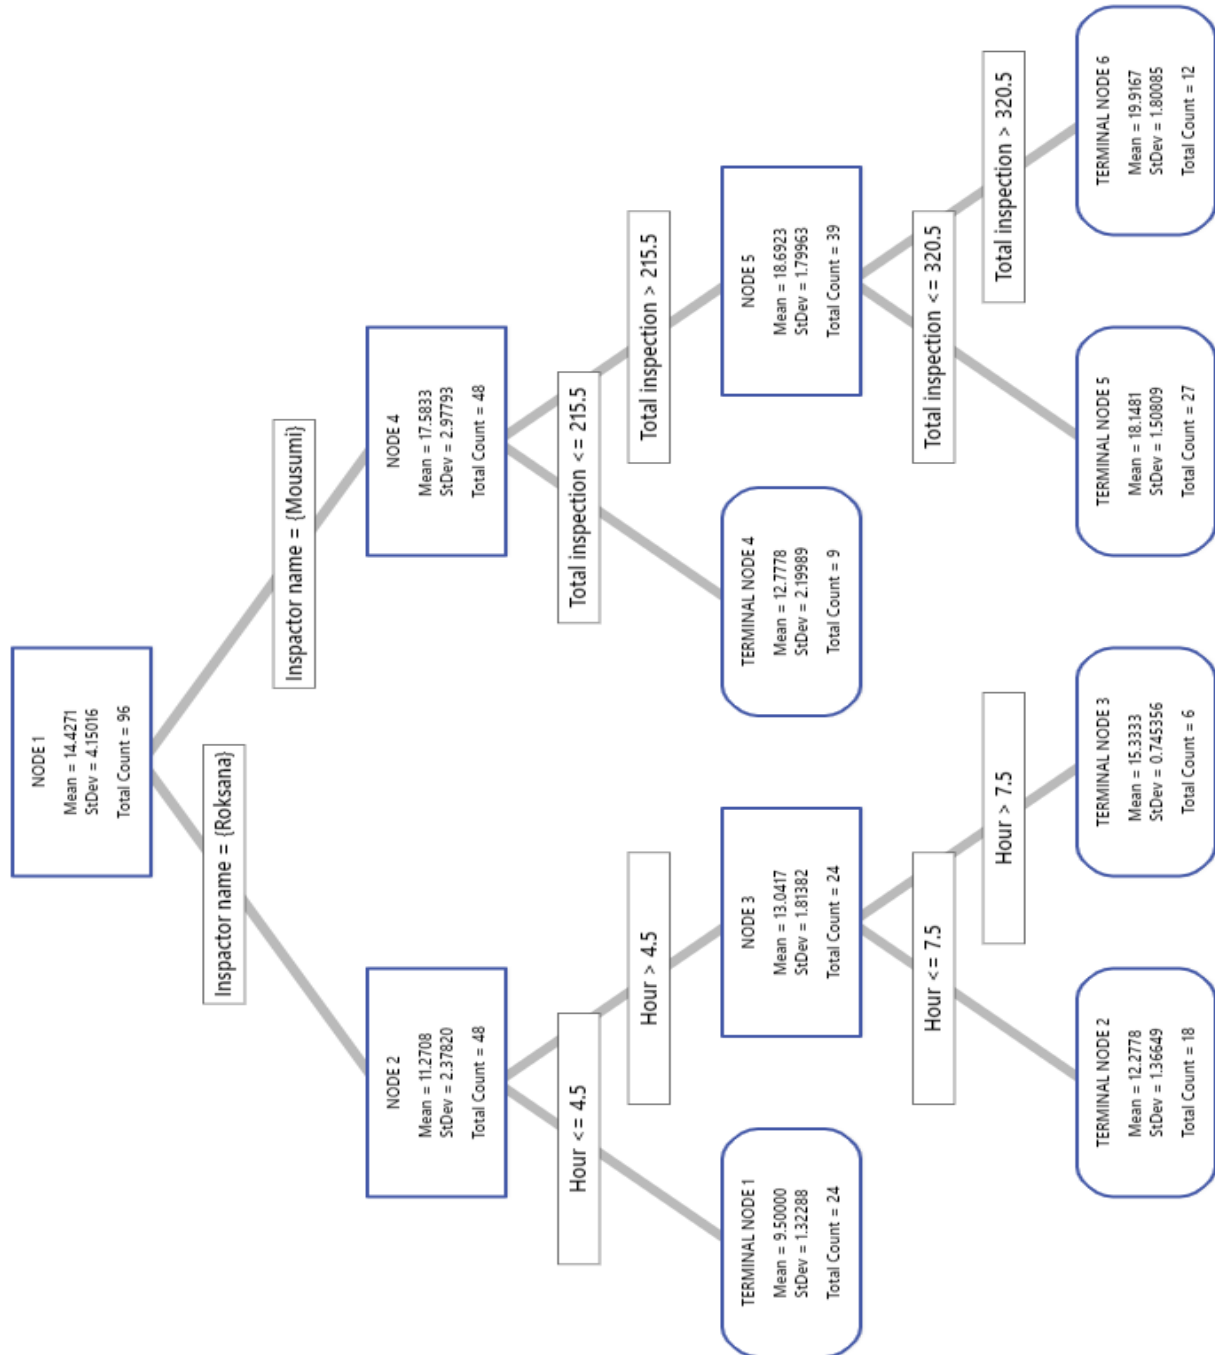 NODE 1
Mean = 14.4271
StDev = 4.15016
Total Count = 96
Inspactor name = {Roksana}
Inspactor name = {Mousumi}
NODE 2
Mean = 11.2708
StDev = 2.37820
Total Count = 48
NODE 4
Mean = 17.5833
StDev = 2.97793
Total Count = 48
Hour <= 4.5
Hour > 4.5
Total inspection <= 215.5
Total inspection > 215.5
TERMINAL NODE 1
Mean = 9.50000
StDev = 1.32288
Total Count = 24
NODE 3
Mean = 13.0417
StDev = 1.81382
Total Count = 24
TERMINAL NODE 4
Mean = 12.7778
StDev = 2.19989
Total Count = 9
NODE 5
Mean = 18.6923
StDev = 1.79963
Total Count = 39
Hour <= 7.5
Hour > 7.5
Total inspection <= 320.5
Total inspection > 320.5
TERMINAL NODE 2
Mean = 12.2778
StDev = 1.36649
Total Count = 18
TERMINAL NODE 3
Mean = 15.3333
StDev = 0.745356
Total Count = 6
TERMINAL NODE 5
Mean = 18.1481
StDev = 1.50809
Total Count = 27
TERMINAL NODE 6
Mean = 19.9167
StDev = 1.80085
Total Count = 12